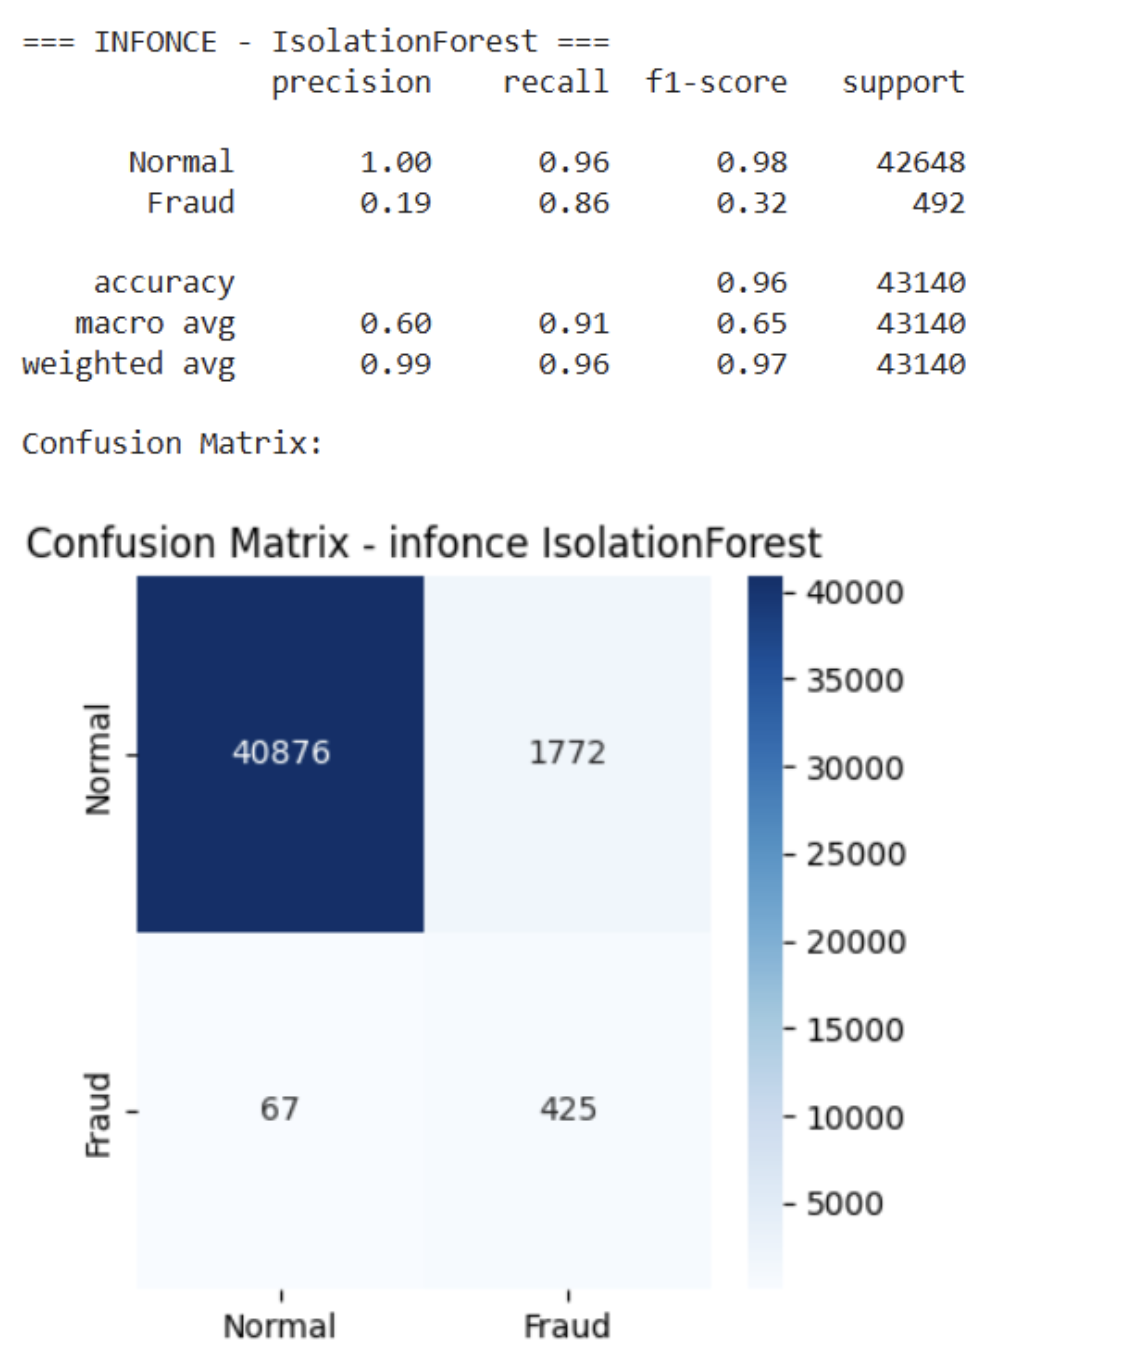 === INFONCE - IsolationForest ===
precision recall f1-score support
Normal 1.00 0.96 0.98 42648
Fraud 0.19 0.86 0.32 492
accuracy 0.96 43140
macro avg 0.60 0.91 0.65 43140
weighted avg 0.99 0.96 0.97 43140
Confusion Matrix:
Confusion Matrix - infonce IsolationForest
40000
35000
30000
25000
20000
15000
10000
5000
Normal
40876 1772
Fraud
67 425
Normal Fraud